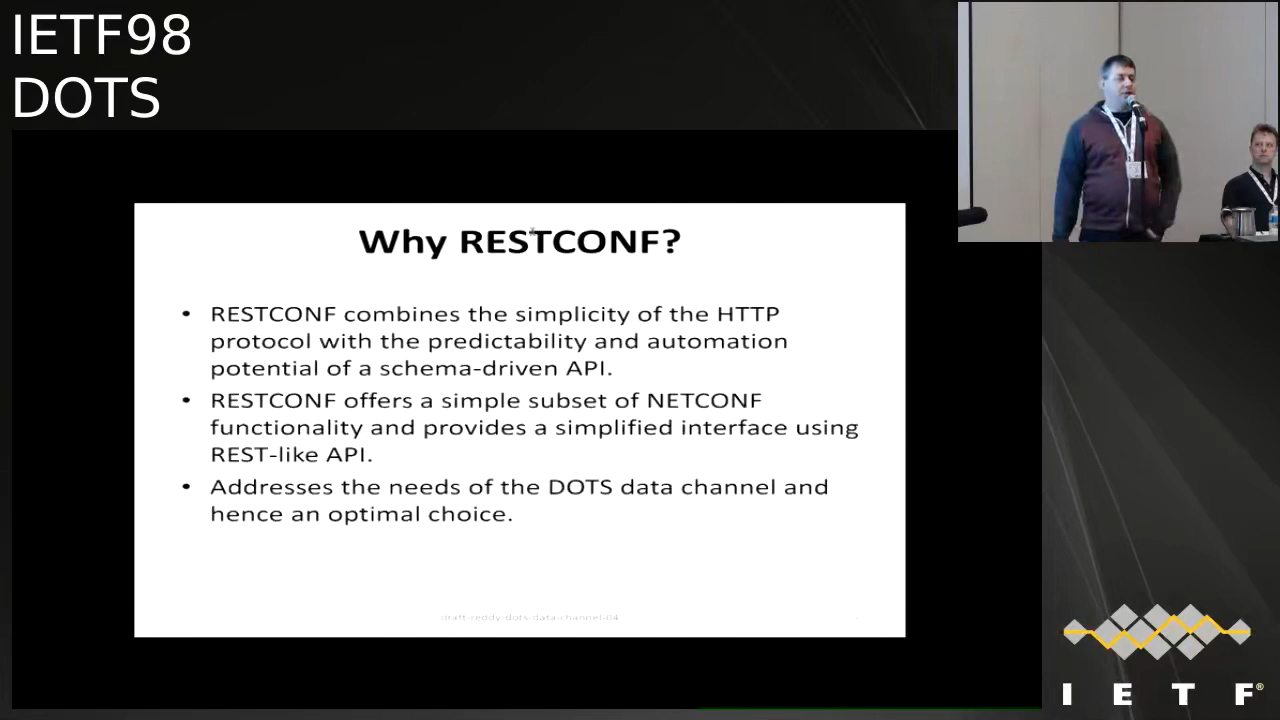 IETF98
DOTS
Why RESTCONF?
• RESTCONF combines the simplicity of the HTTP
protocol with the predictability and automation
potential of a schema-driven API.
• RESTCONF offers a simple subset of NETCONF
functionality and provides a simplified interface using
REST-like API.
• Addresses the needs of the DOTS data channel and
hence an optimal choice.
draft-reddy-dots-data-channel-04
I E T F®